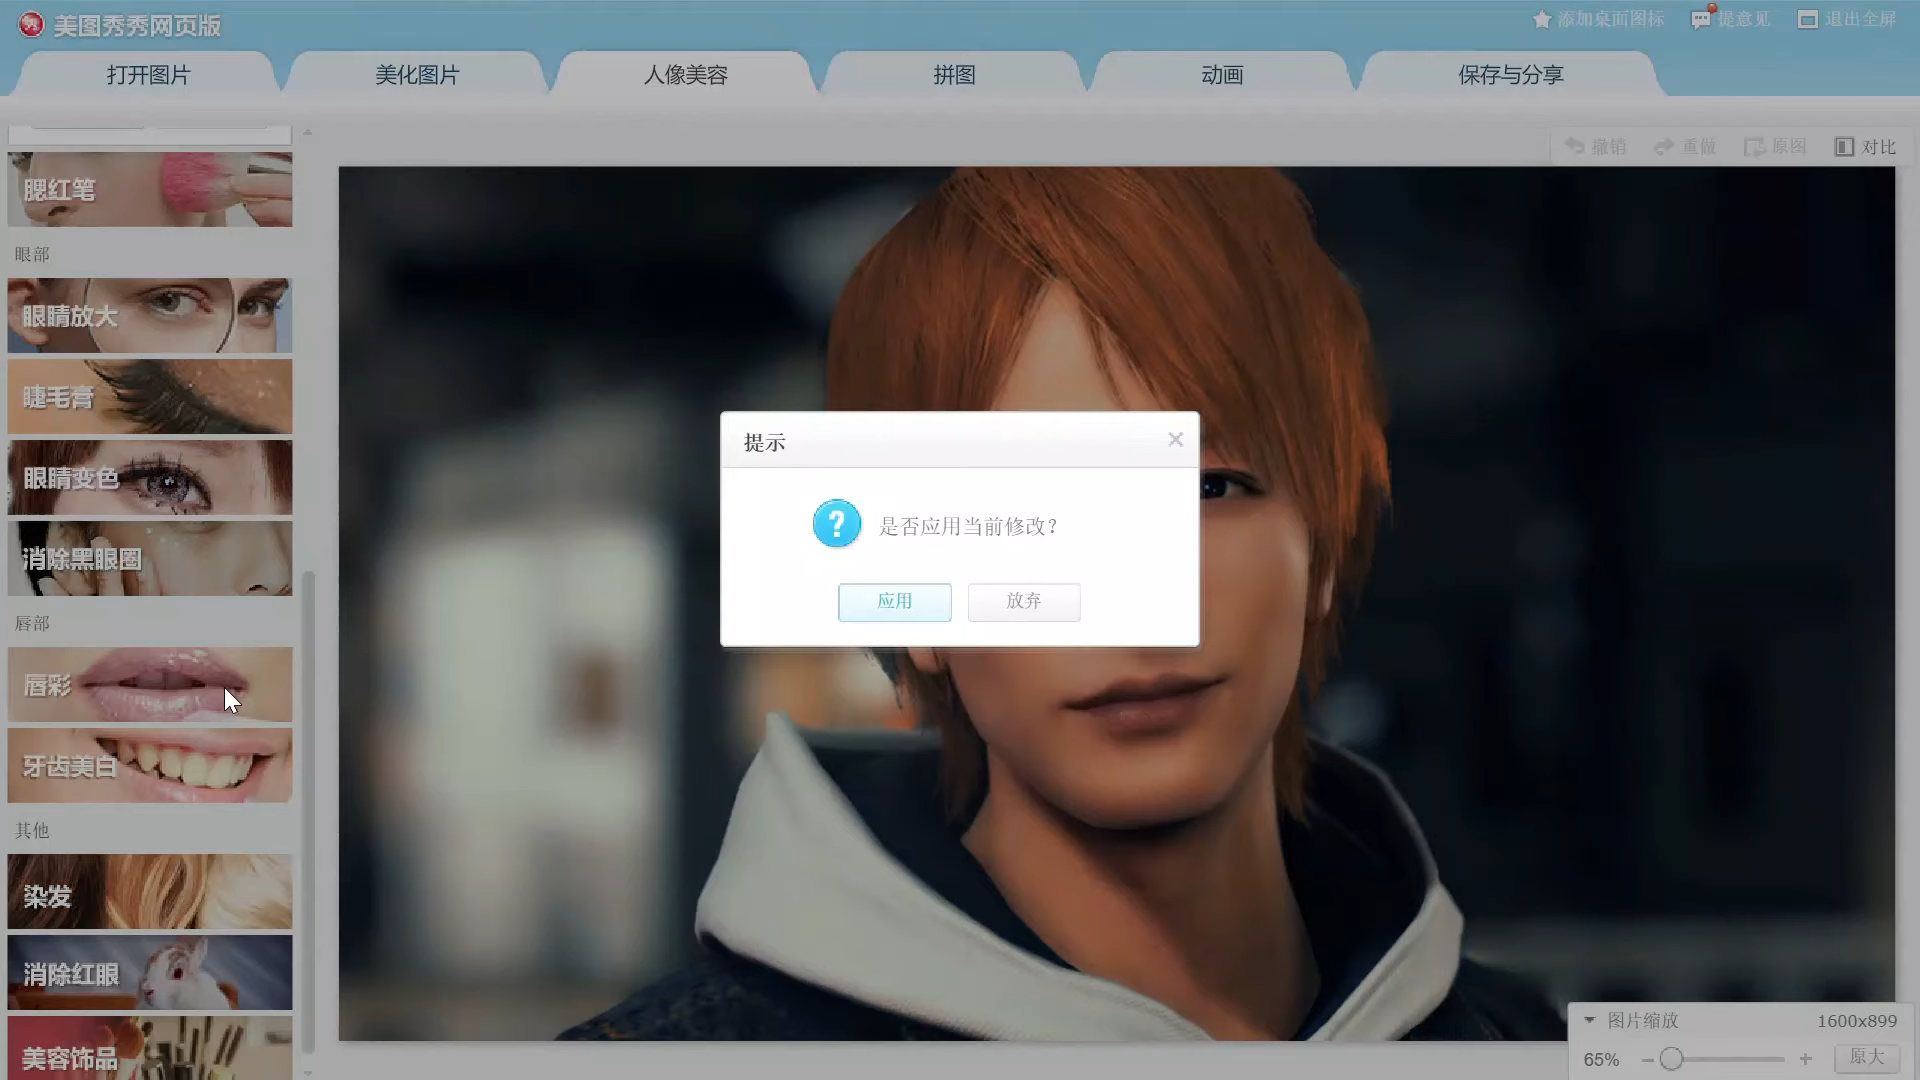 美图秀秀网页版
添加桌面图标
提意见
退出全屏
打开图片
美化图片
人像美容
拼图
动画
保存与分享
撤销
重做
原图
对比
腮红笔
眼部
眼睛放大
睫毛膏
眼睛变色
消除黑眼圈
唇部
唇彩
牙齿美白
其他
染发
消除红眼
美容饰品
提示
是否应用当前修改?
应用
放弃
图片缩放
1600x899
65%
原大